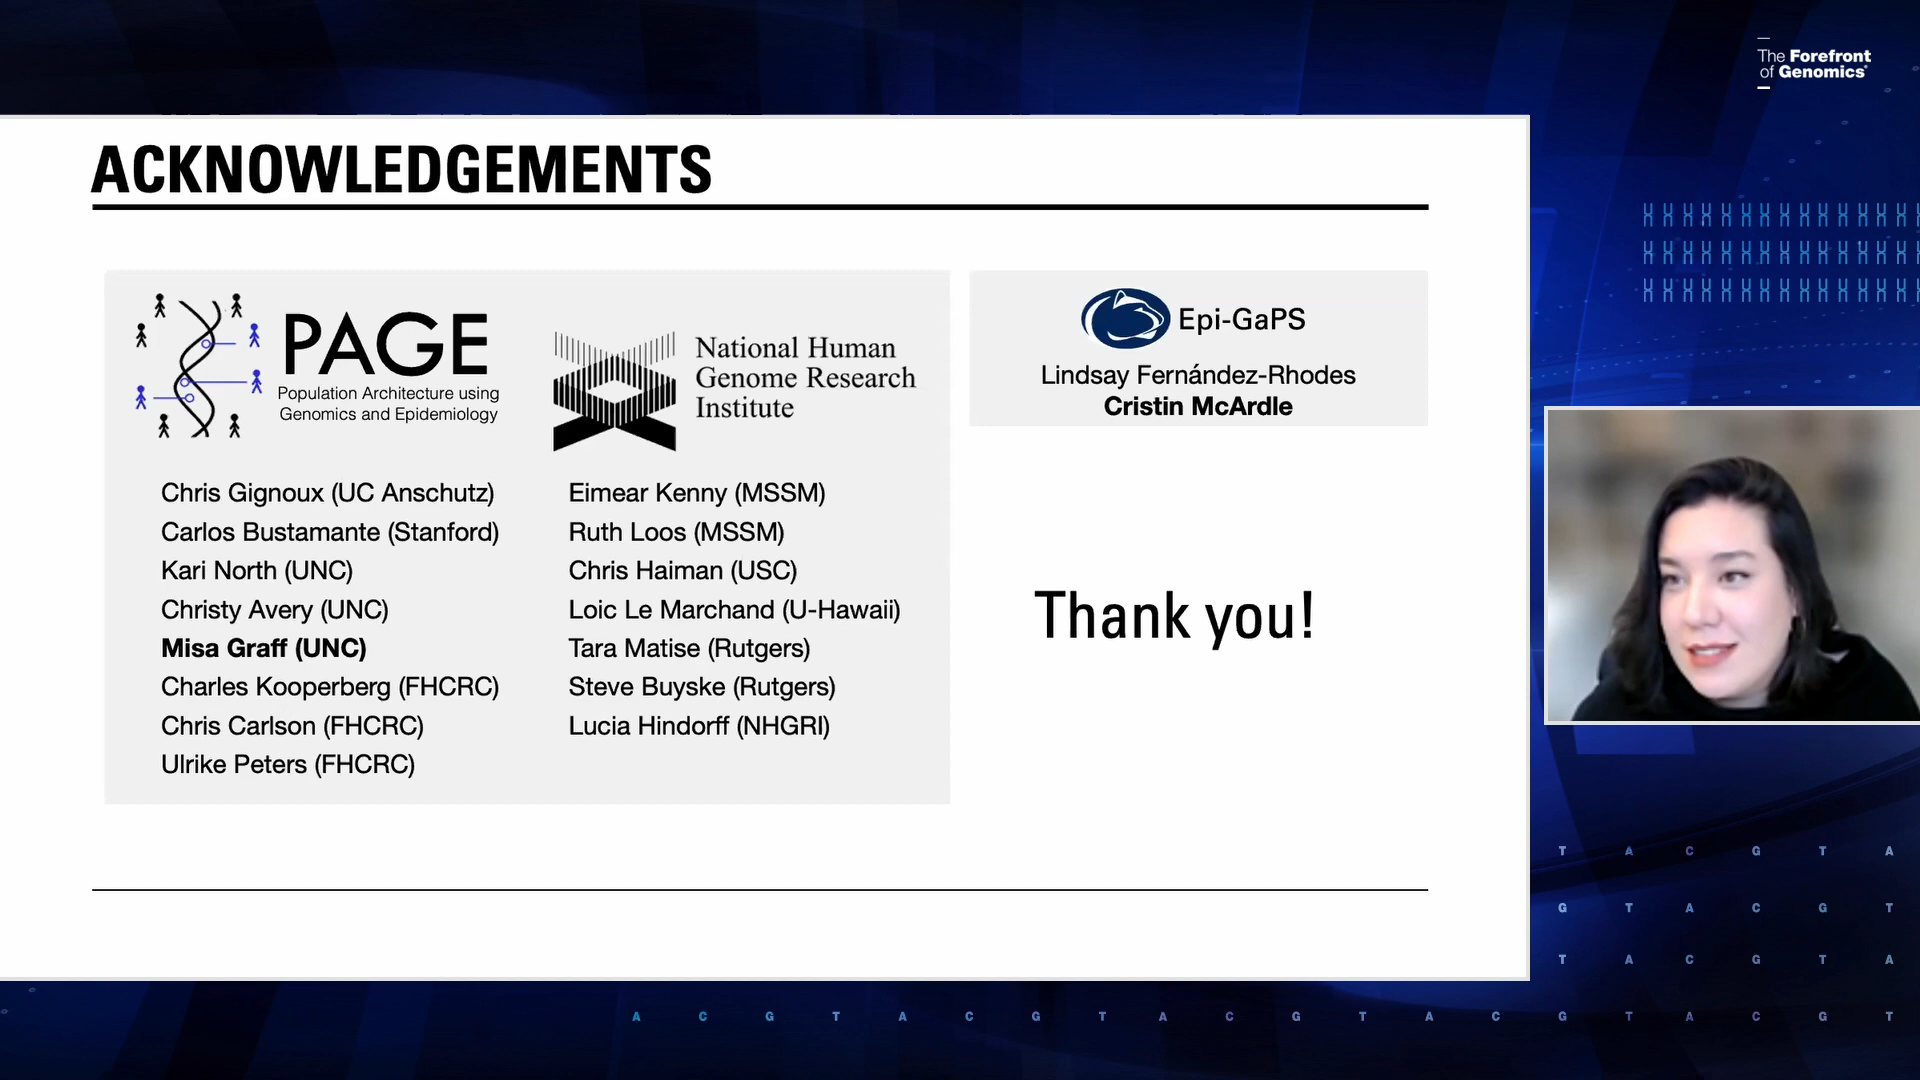 The Forefront
of Genomics®
ACKNOWLEDGEMENTS
PAGE
Population Architecture using
Genomics and Epidemiology
National Human
Genome Research
Institute
Chris Gignoux (UC Anschutz)
Carlos Bustamante (Stanford)
Kari North (UNC)
Christy Avery (UNC)
Misa Graff (UNC)
Charles Kooperberg (FHCRC)
Chris Carlson (FHCRC)
Ulrike Peters (FHCRC)
Eimear Kenny (MSSM)
Ruth Loos (MSSM)
Chris Haiman (USC)
Loic Le Marchand (U-Hawaii)
Tara Matise (Rutgers)
Steve Buyske (Rutgers)
Lucia Hindorff (NHGRI)
Epi-GaPS
Lindsay Fernández-Rhodes
Cristin McArdle
Thank you!
T A C G T A
G T A C G T
T A C G T A
A C G T A C G T A C G T A C G T A C G T